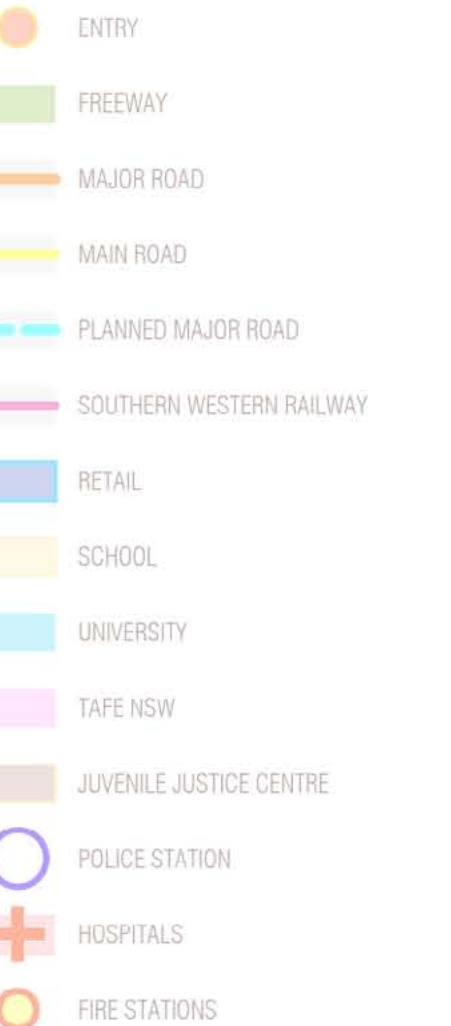 ENTRY
FREEWAY
MAJOR ROAD
MAIN ROAD
PLANNED MAJOR ROAD
SOUTHERN WESTERN RAILWAY
RETAIL
SCHOOL
UNIVERSITY
TAFE NSW
JUVENILE JUSTICE CENTRE
POLICE STATION
HOSPITALS
FIRE STATIONS